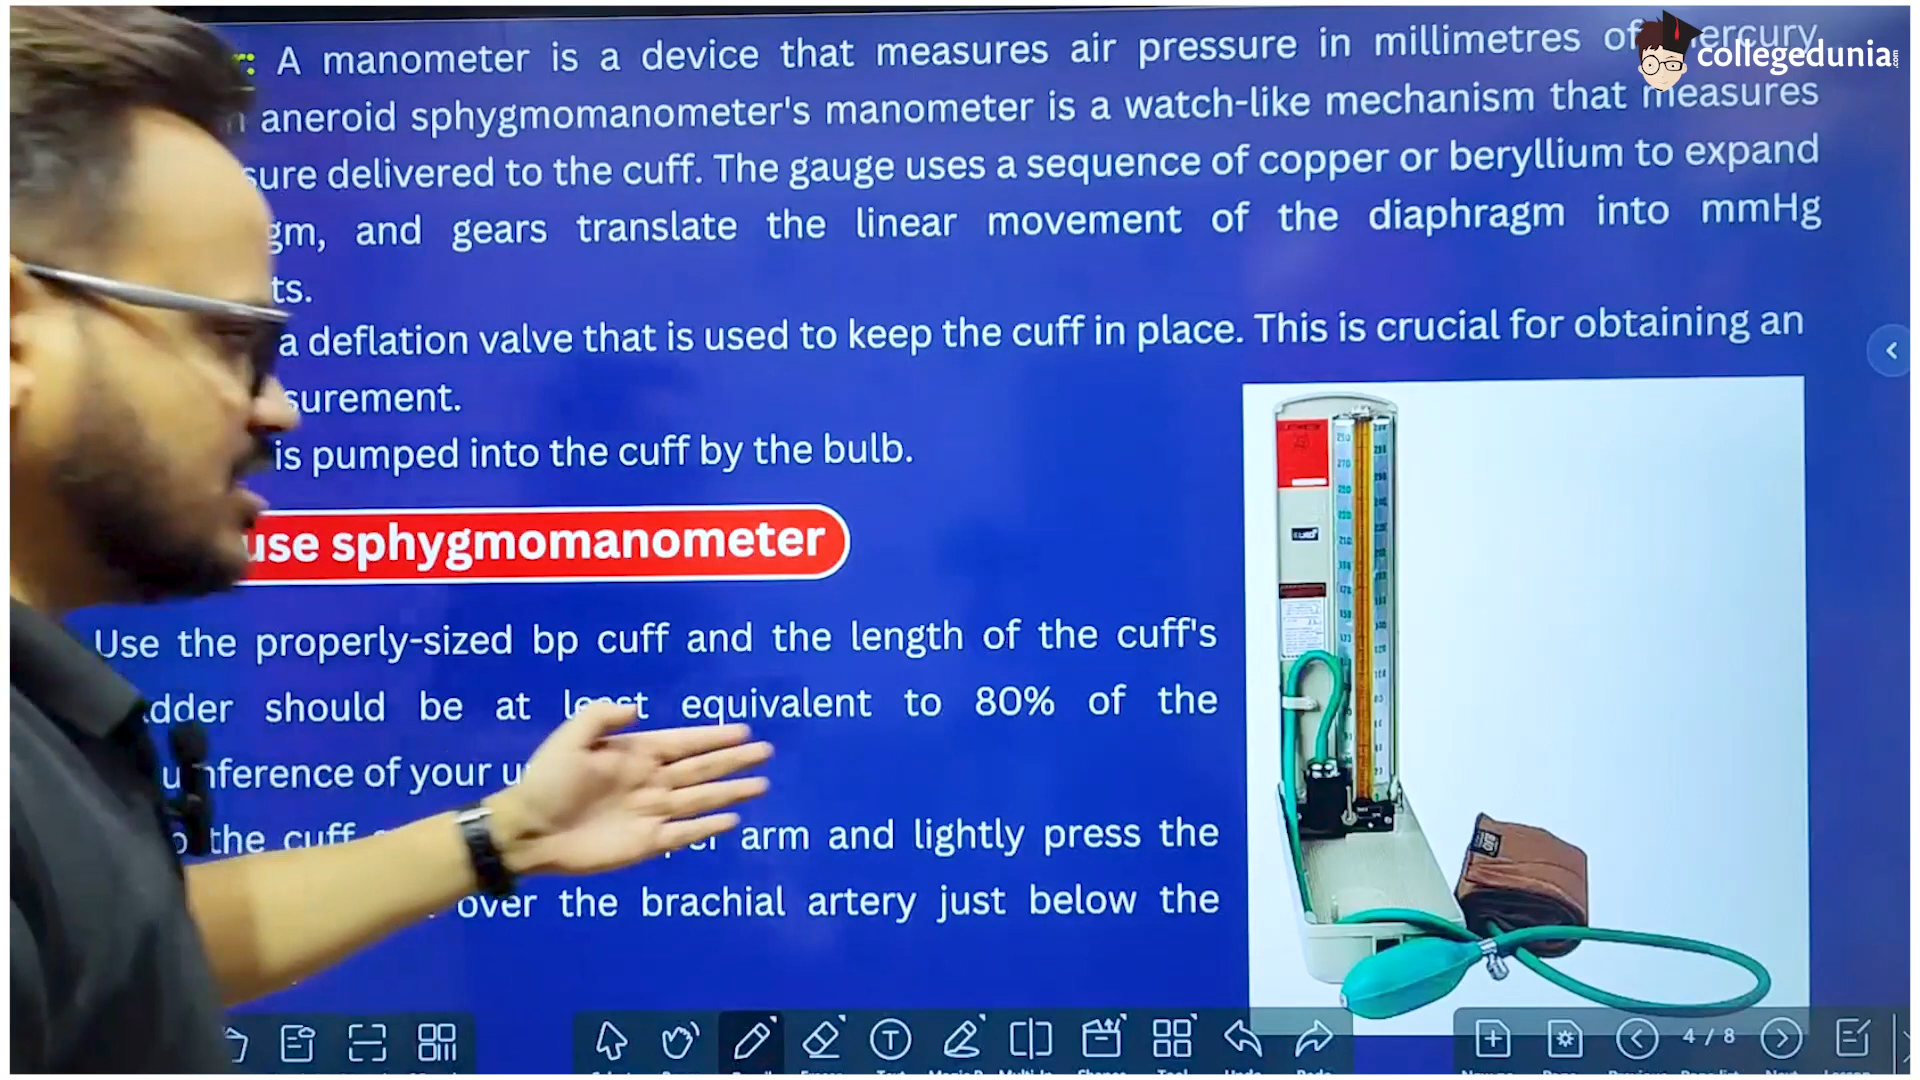 : A manometer is a device that measures air pressure in millimetres of mercury
collegedunia
.com
aneroid sphygmomanometer's manometer is a watch-like mechanism that measures
sure delivered to the cuff. The gauge uses a sequence of copper or beryllium to expand
gm, and gears translate the linear movement of the diaphragm into mmHg
ts.
a deflation valve that is used to keep the cuff in place. This is crucial for obtaining an
surement.
is pumped into the cuff by the bulb.
use sphygmomanometer
Use the properly-sized bp cuff and the length of the cuff's
dder should be at least equivalent to 80% of the
nference of your u
the cuff arm and lightly press the
over the brachial artery just below the
4 / 8